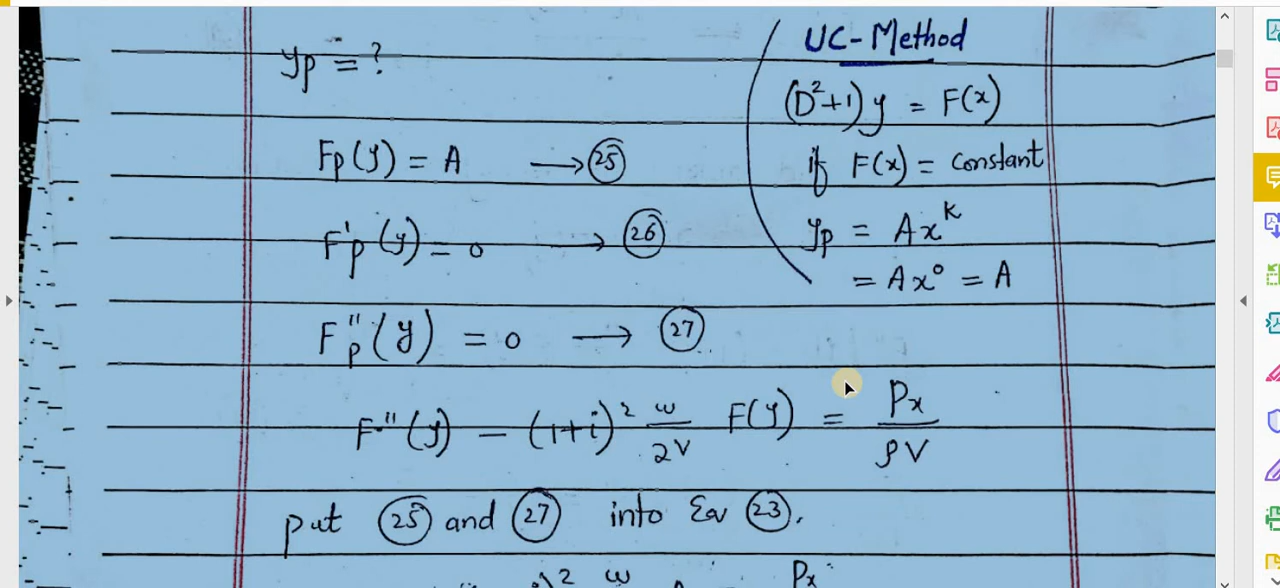 yp = ?
UC-Method
(D²+1) y = F(x)
if F(x) = constant
yp = Ax^k
= Ax⁰ = A
Fp(y) = A → (25)
F'p(y) = 0 → (26)
F"p(y) = 0 → (27)
F"(y) − (1+i)² ω/2ν F(y) = Px/ρν
put (25) and (27) into Eq (23).